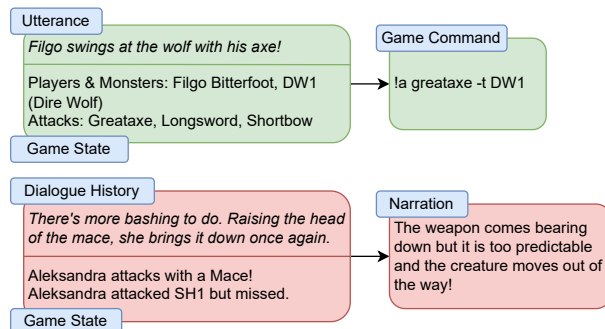 Utterance
Filgo swings at the wolf with his axe!
Players & Monsters: Filgo Bitterfoot, DW1
(Dire Wolf)
Attacks: Greataxe, Longsword, Shortbow
Game State
Game Command
!a greataxe -t DW1
Dialogue History
There's more bashing to do. Raising the head
of the mace, she brings it down once again.
Aleksandra attacks with a Mace!
Aleksandra attacked SH1 but missed.
Game State
Narration
The weapon comes bearing
down but it is too predictable
and the creature moves out of
the way!